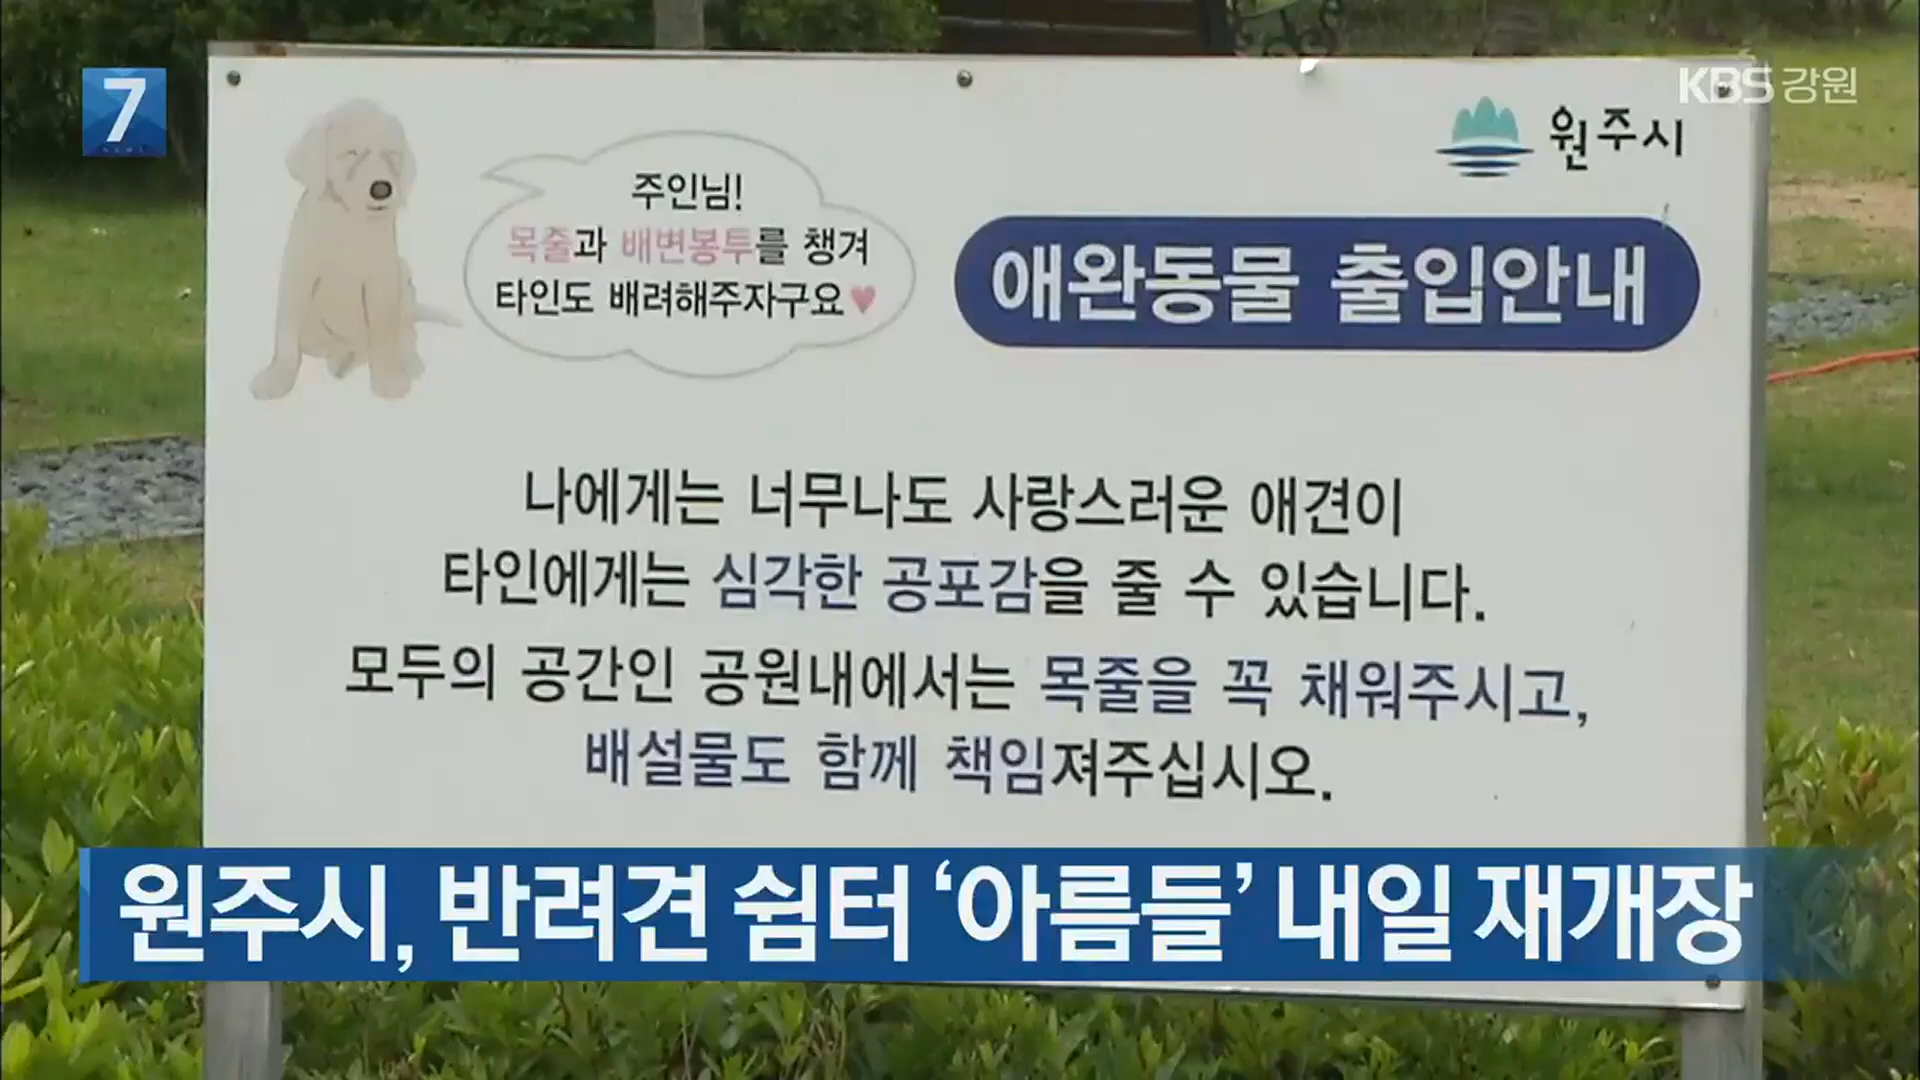 7
NEWS
KBS 강원
원주시
주인님!
목줄과 배변봉투를 챙겨
타인도 배려해주자구요♥
애완동물 출입안내
나에게는 너무나도 사랑스러운 애견이
타인에게는 심각한 공포감을 줄 수 있습니다.
모두의 공간인 공원내에서는 목줄을 꼭 채워주시고,
배설물도 함께 책임져주십시오.
원주시, 반려견 쉼터 ‘아름들’ 내일 재개장